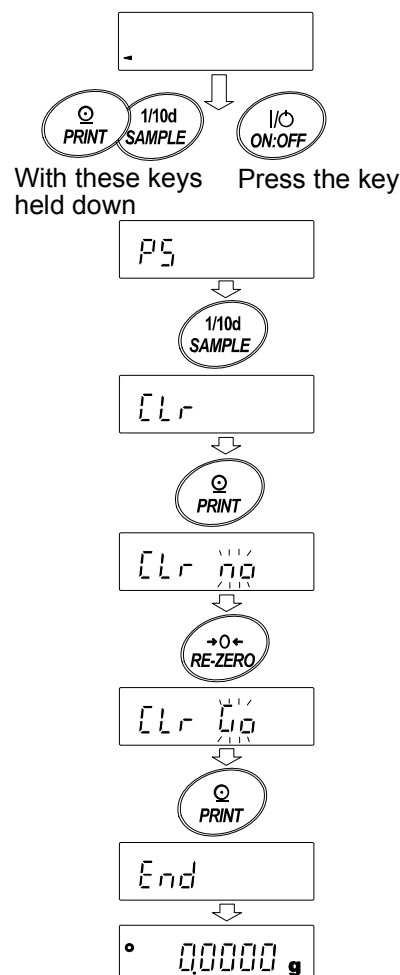 1/10d
PRINT SAMPLE ON:OFF
With these keys Press the key
held down
PS
1/10d
SAMPLE
CLr
PRINT
CLr no
→0←
RE-ZERO
CLr Go
PRINT
End
0.0000 g